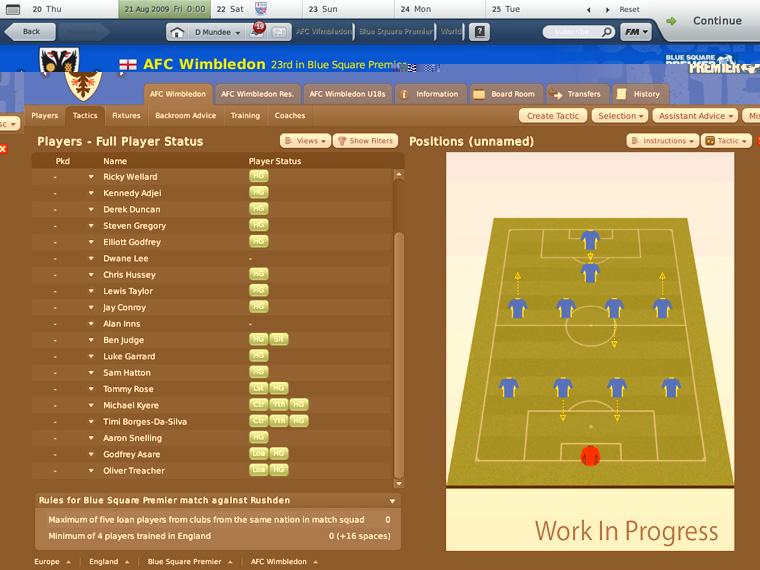 20 Thu 21 Aug 2009 Fri 0:00 22 Sat 23 Sun 24 Mon 25 Tue Reset
Continue
Back D Mundee 19 AFC Wimbledon Blue Square Premier World ? FM
AFC Wimbledon 23rd in Blue Square Premier
BLUE SQUARE
PREMIER
AFC Wimbledon AFC Wimbledon Res. AFC Wimbledon U18s Information Board Room Transfers History
sc Players Tactics Fixtures Backroom Advice Training Coaches Create Tactic Selection Assistant Advice Mis
Players - Full Player Status Views Show Filters Positions (unnamed) Instructions Tactic
Pkd Name Player Status
- Ricky Wellard HG
- Kennedy Adjei HG
- Derek Duncan HG
- Steven Gregory HG
- Elliott Godfrey HG
- Dwane Lee -
- Chris Hussey HG
- Lewis Taylor HG
- Jay Conroy HG
- Alan Inns -
- Ben Judge HG Slt
- Luke Garrard HG
- Sam Hatton HG
- Tommy Rose Lst HG
- Michael Kyere Ctr Yth HG
- Timi Borges-Da-Silva Ctr Yth HG
- Aaron Snelling HG
- Godfrey Asare Loa HG
- Oliver Treacher Loa HG
Rules for Blue Square Premier match against Rushden
Maximum of five loan players from clubs from the same nation in match squad 0
Minimum of 4 players trained in England 0 (+16 spaces)
Work In Progress
Europe England Blue Square Premier AFC Wimbledon